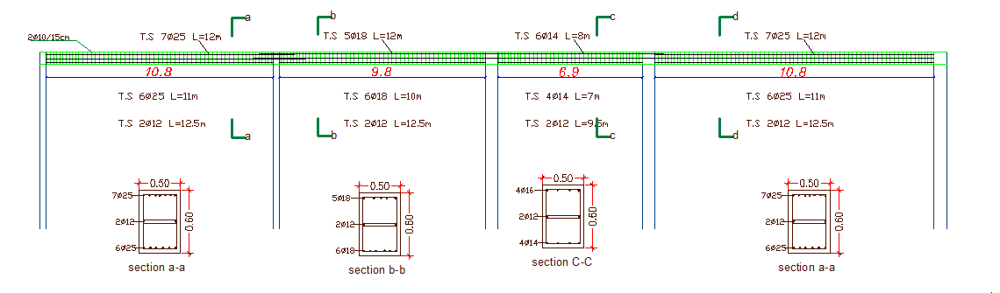 a
b
c
d
2Ø10/15cm
T.S 7Ø25 L=12m
T.S 5Ø18 L=12m
T.S 6Ø14 L=8m
T.S 7Ø25 L=12m
10.8
9.8
6.9
10.8
T.S 6Ø25 L=11m
T.S 6Ø18 L=10m
T.S 4Ø14 L=7m
T.S 6Ø25 L=11m
T.S 2Ø12 L=12.5m
T.S 2Ø12 L=12.5m
T.S 2Ø12 L=9.5m
T.S 2Ø12 L=12.5m
a
b
c
d
0.50
7Ø25
2Ø12
6Ø25
0.60
section a-a
0.50
5Ø18
2Ø12
6Ø18
0.60
section b-b
0.50
4Ø16
2Ø12
4Ø14
0.60
section C-C
0.50
7Ø25
2Ø12
6Ø25
0.60
section a-a